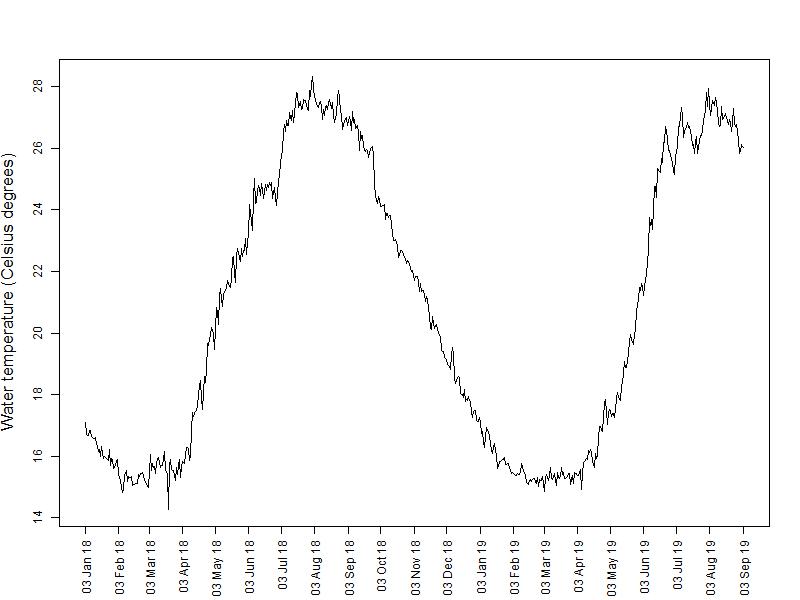 Water temperature (Celsius degrees)
28
26
24
22
20
18
16
14
03 Jan 18
03 Feb 18
03 Mar 18
03 Apr 18
03 May 18
03 Jun 18
03 Jul 18
03 Aug 18
03 Sep 18
03 Oct 18
03 Nov 18
03 Dec 18
03 Jan 19
03 Feb 19
03 Mar 19
03 Apr 19
03 May 19
03 Jun 19
03 Jul 19
03 Aug 19
03 Sep 19